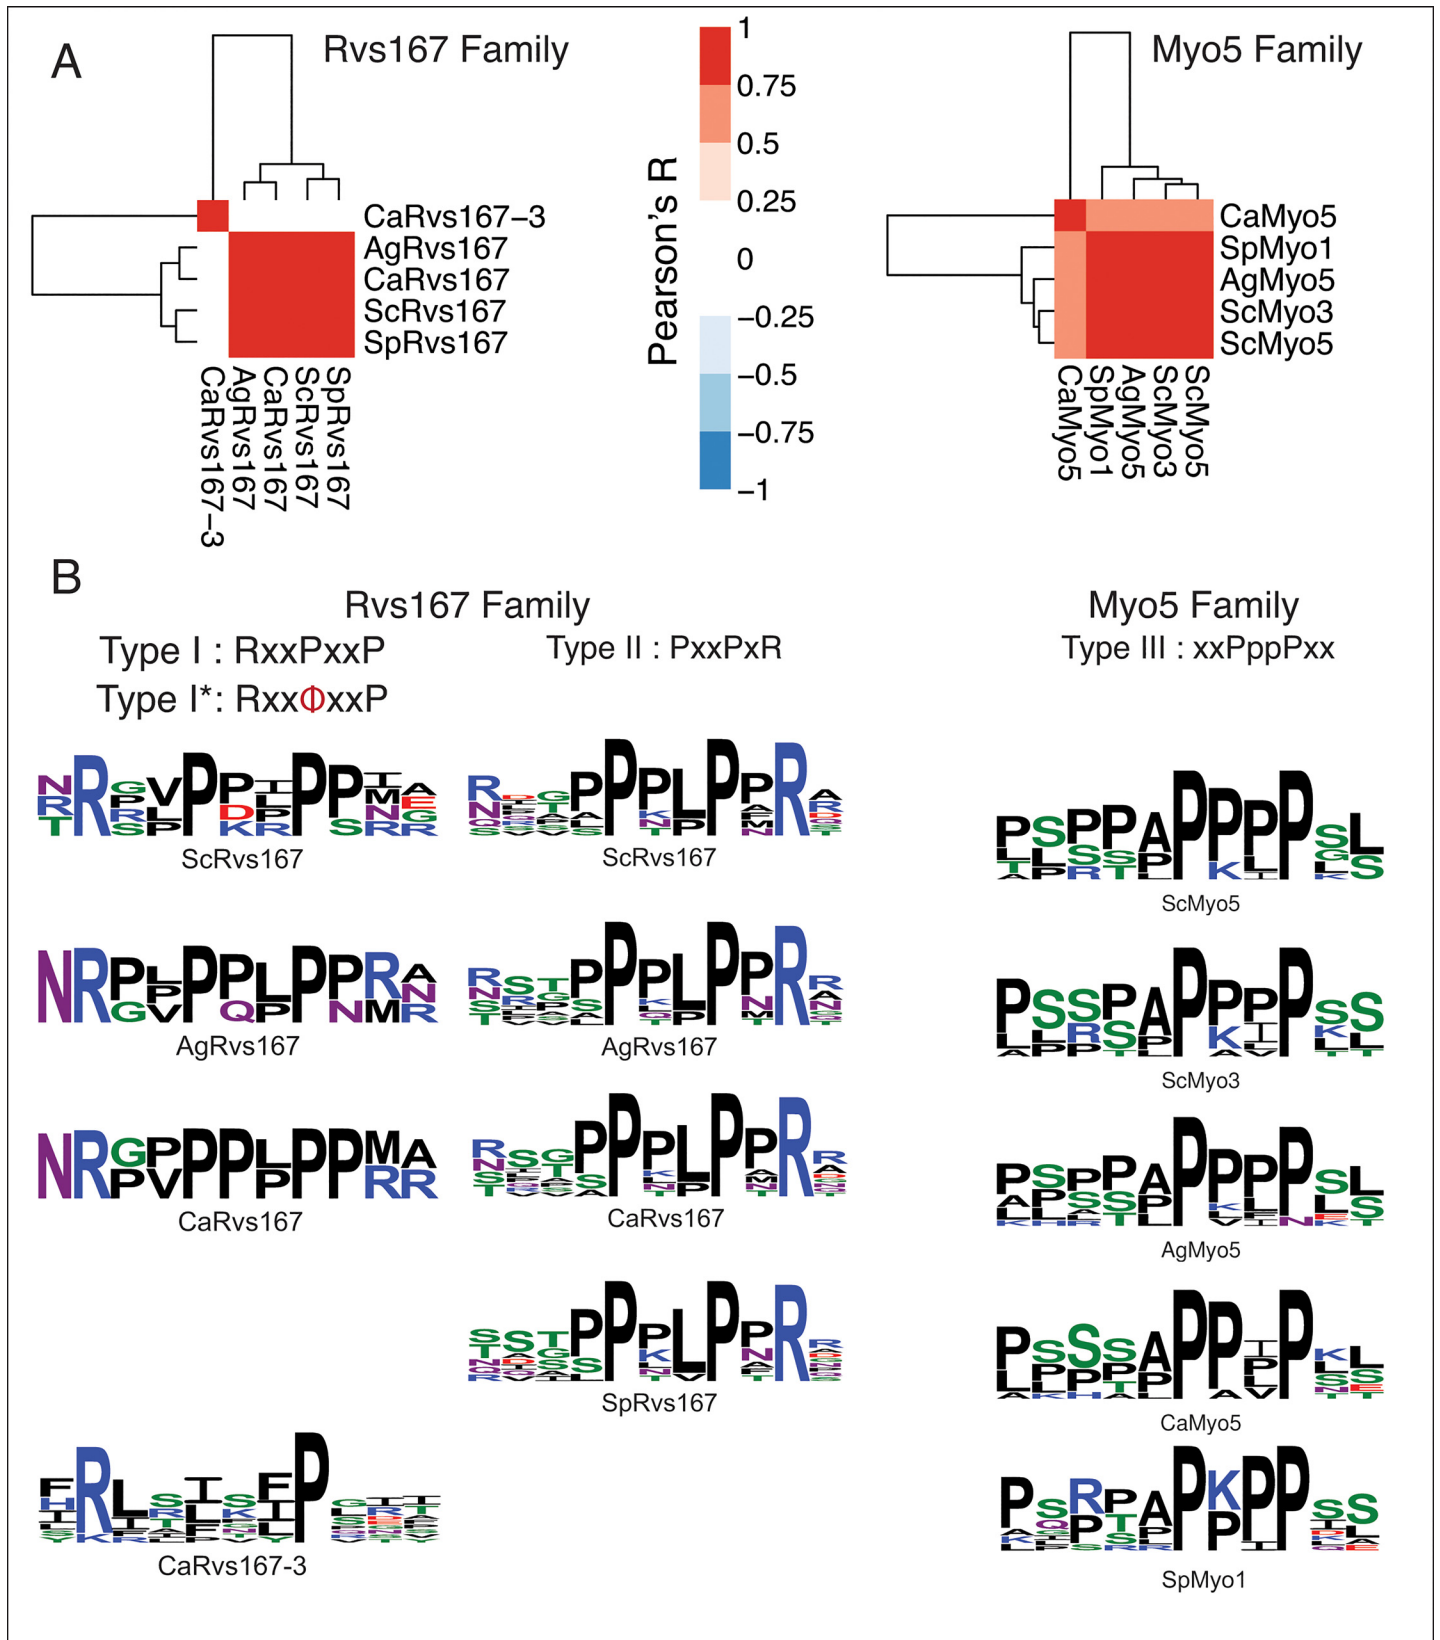 A
Rvs167 Family
CaRvs167-3
AgRvs167
CaRvs167
ScRvs167
SpRvs167
CaRvs167-3
AgRvs167
CaRvs167
ScRvs167
SpRvs167
Pearson's R
1
0.75
0.5
0.25
0
-0.25
-0.5
-0.75
-1
Myo5 Family
CaMyo5
SpMyo1
AgMyo5
ScMyo3
ScMyo5
CaMyo5
SpMyo1
AgMyo5
ScMyo3
ScMyo5
B
Rvs167 Family
Type I : RxxPxxP
Type I*: RxxΦxxP
Type II : PxxPxR
Myo5 Family
Type III : xxPppPxx
ScRvs167
AgRvs167
CaRvs167
CaRvs167-3
ScRvs167
AgRvs167
CaRvs167
SpRvs167
ScMyo5
ScMyo3
AgMyo5
CaMyo5
SpMyo1